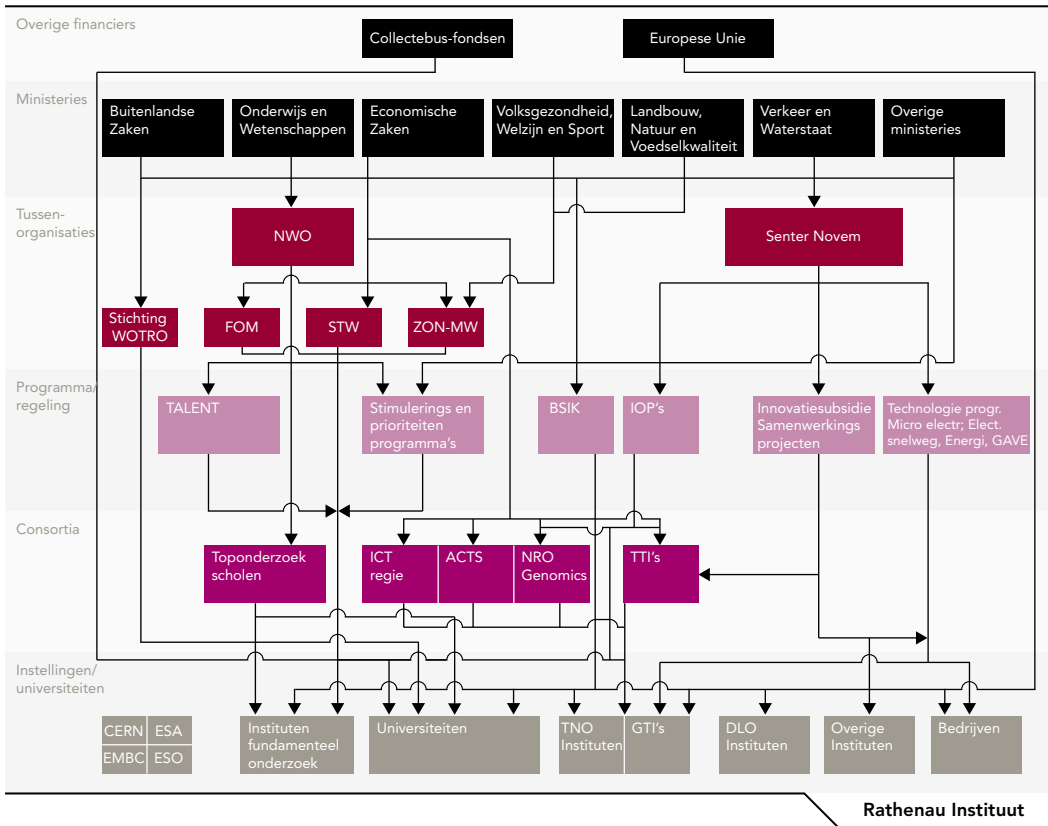 Overige financiers
Collectebus-fondsen
Europese Unie
Ministeries
Buitenlandse
Zaken
Onderwijs en
Wetenschappen
Economische
Zaken
Volksgezondheid,
Welzijn en Sport
Landbouw,
Natuur en
Voedselkwaliteit
Verkeer en
Waterstaat
Overige
ministeries
Tussen-
organisaties
NWO
Senter Novem
Stichting
WOTRO
FOM
STW
ZON-MW
Programma/
regeling
TALENT
Stimulerings en
prioriteiten
programma's
BSIK
IOP's
Innovatiesubsidie
Samenwerkings
projecten
Technologie progr.
Micro electr; Elect.
snelweg, Energi, GAVE
Consortia
Toponderzoek
scholen
ICT
regie
ACTS
NRO
Genomics
TTI's
Instellingen/
universiteiten
CERN
ESA
EMBC
ESO
Instituten
fundamenteel
onderzoek
Universiteiten
TNO
Instituten
GTI's
DLO
Instituten
Overige
Instituten
Bedrijven
Rathenau Instituut